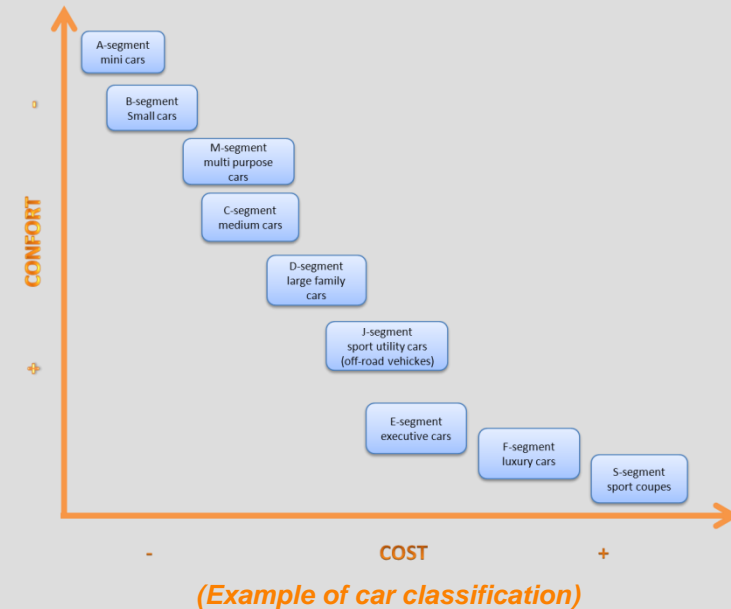 A-segment
mini cars
B-segment
Small cars
M-segment
multi purpose
cars
C-segment
medium cars
D-segment
large family
cars
J-segment
sport utility cars
(off-road vehickes)
E-segment
executive cars
F-segment
luxury cars
S-segment
sport coupes
-
CONFORT
+
-
COST
+
(Example of car classification)